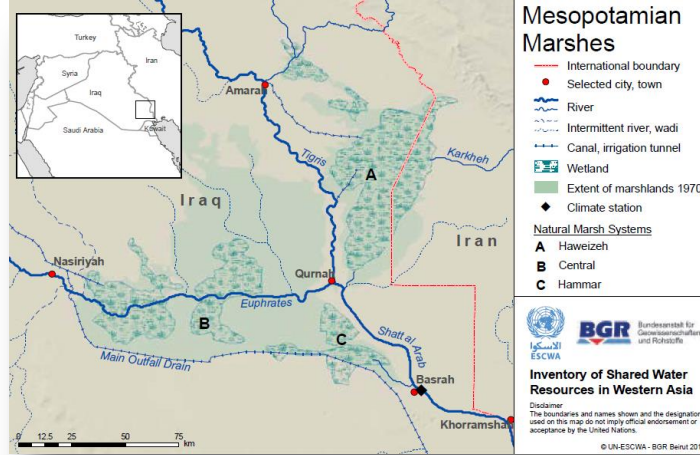 Turkey
Syria
Iran
Iraq
Saudi Arabia
Kuwait
Amarah
Tigris
A
Karkheh
Iraq
Iran
Nasiriyah
Qurnah
Euphrates
B
C
Shatt al Arab
Main Outfall Drain
Basrah
Khorramshah
0 12.5 25 50 75
km
Mesopotamian
Marshes
International boundary
Selected city, town
River
Intermittent river, wadi
Canal, irrigation tunnel
Wetland
Extent of marshlands 1970
Climate station
Natural Marsh Systems
A Haweizeh
B Central
C Hammar
الإسكوا
ESCWA
BGR
Bundesanstalt für
Geowissenschaften
und Rohstoffe
Inventory of Shared Water
Resources in Western Asia
Disclaimer
The boundaries and names shown and the designation
used on this map do not imply official endorsement or
acceptance by the United Nations.
© UN-ESCWA - BGR Beirut 201